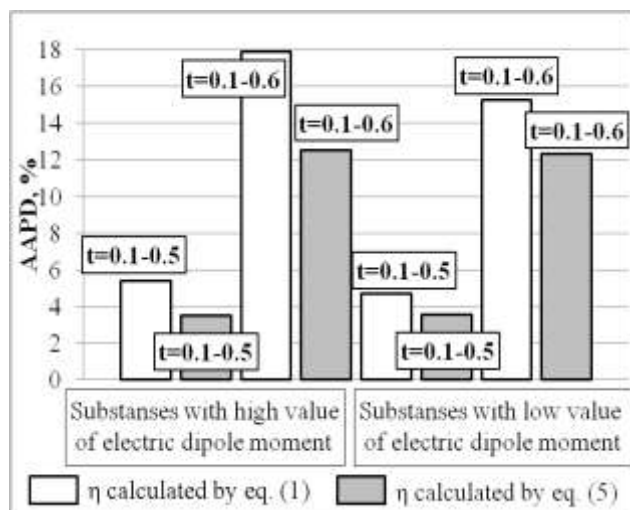 AAPD, %
18
16
14
12
10
8
6
4
2
0
t=0.1-0.5
t=0.1-0.5
t=0.1-0.6
t=0.1-0.6
t=0.1-0.5
t=0.1-0.5
t=0.1-0.6
t=0.1-0.6
Substanses with high value
of electric dipole moment
Substanses with low value
of electric dipole moment
η calculated by eq. (1)
η calculated by eq. (5)